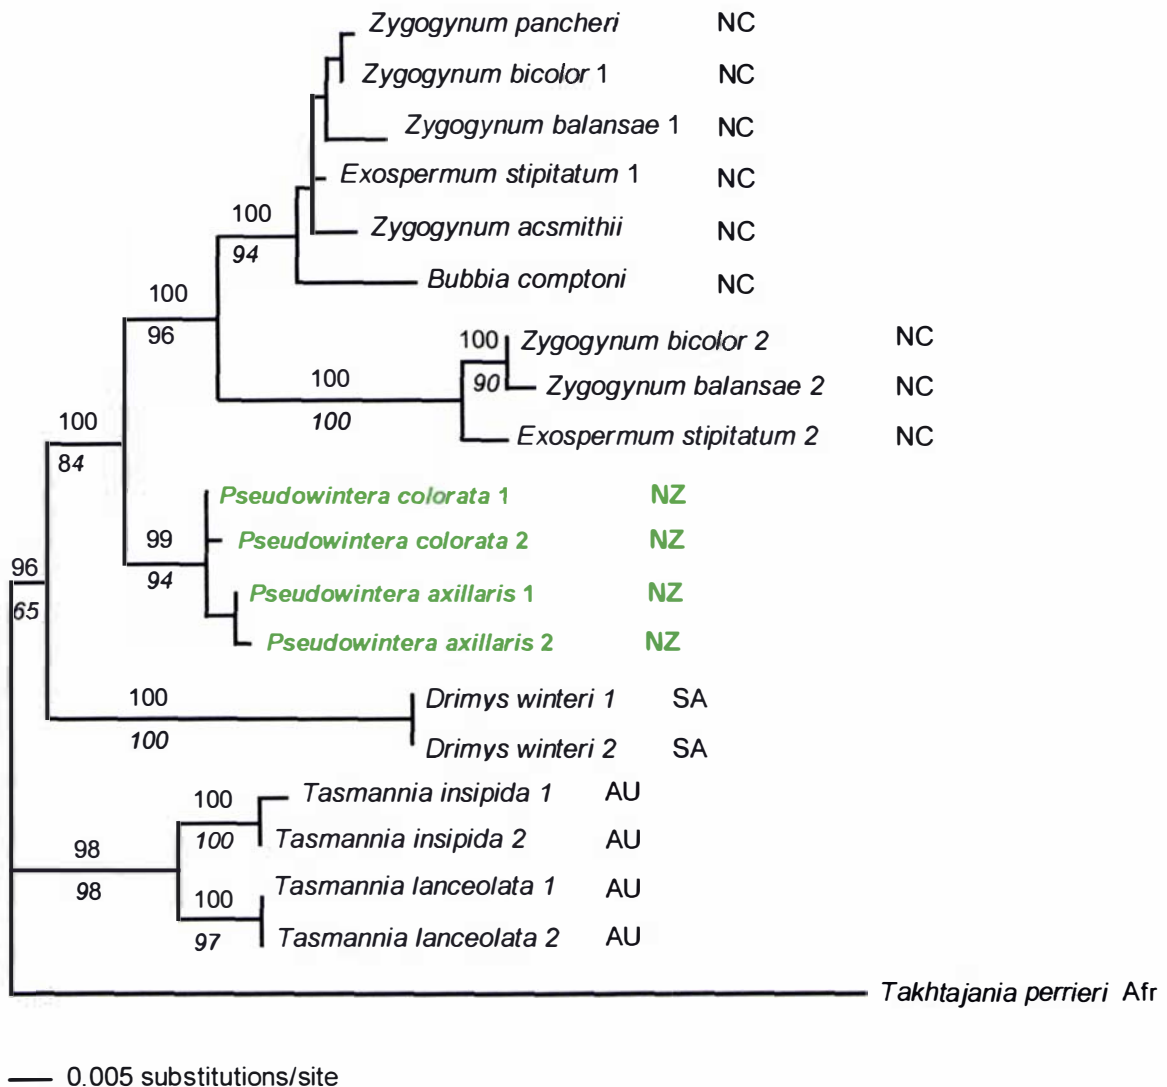 Zygogynum pancheri NC
Zygogynum bicolor 1 NC
Zygogynum balansae 1 NC
Exospermum stipitatum 1 NC
100
Zygogynum acsmithii NC
94
Bubbia comptoni NC
100
96
100 Zygogynum bicolor 2 NC
100
90 Zygogynum balansae 2 NC
100
100
Exospermum stipitatum 2 NC
84
Pseudowintera colorata 1 NZ
99 Pseudowintera colorata 2 NZ
96
94
Pseudowintera axillaris 1 NZ
65
Pseudowintera axillaris 2 NZ
100 Drimys winteri 1 SA
100 Drimys winteri 2 SA
100 Tasmannia insipida 1 AU
100 Tasmannia insipida 2 AU
98
98
100 Tasmannia lanceolata 1 AU
97 Tasmannia lanceolata 2 AU
Takhtajania perrieri Afr
0.005 substitutions/site